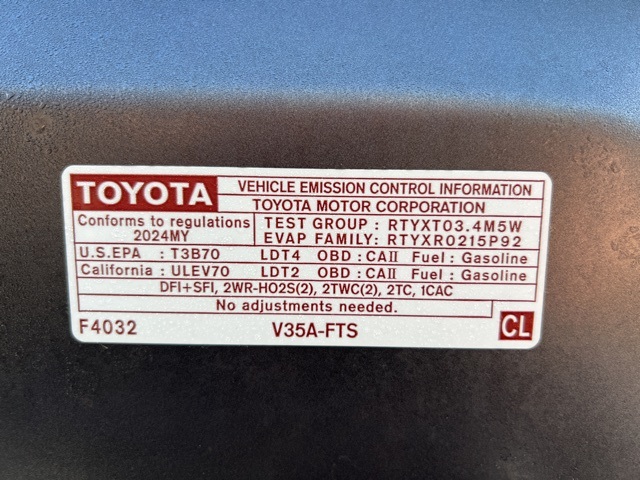 TOYOTA VEHICLE EMISSION CONTROL INFORMATION
TOYOTA MOTOR CORPORATION
Conforms to regulations
2024MY
TEST GROUP : RTYXT03.4M5W
EVAP FAMILY: RTYXR0215P92
U.S.EPA : T3B70 LDT4 OBD : CAII Fuel : Gasoline
California : ULEV70 LDT2 OBD : CAII Fuel : Gasoline
DFI+SFI, 2WR-HO2S(2), 2TWC(2), 2TC, 1CAC
No adjustments needed.
F4032 V35A-FTS CL